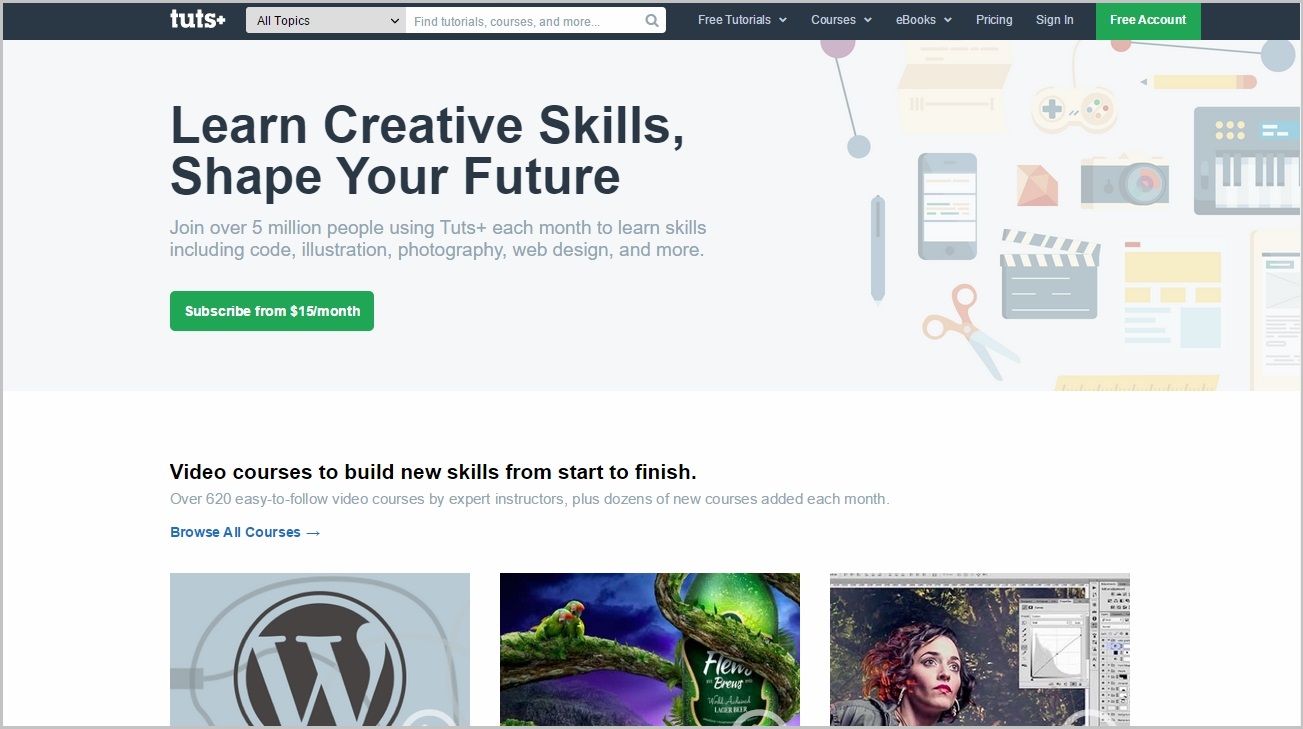 tuts+
All Topics
Find tutorials, courses, and more...
Free Tutorials
Courses
eBooks
Pricing
Sign In
Free Account
Learn Creative Skills,
Shape Your Future
Join over 5 million people using Tuts+ each month to learn skills
including code, illustration, photography, web design, and more.
Subscribe from $15/month
Video courses to build new skills from start to finish.
Over 620 easy-to-follow video courses by expert instructors, plus dozens of new courses added each month.
Browse All Courses →
W
Brews
LAGER BEER